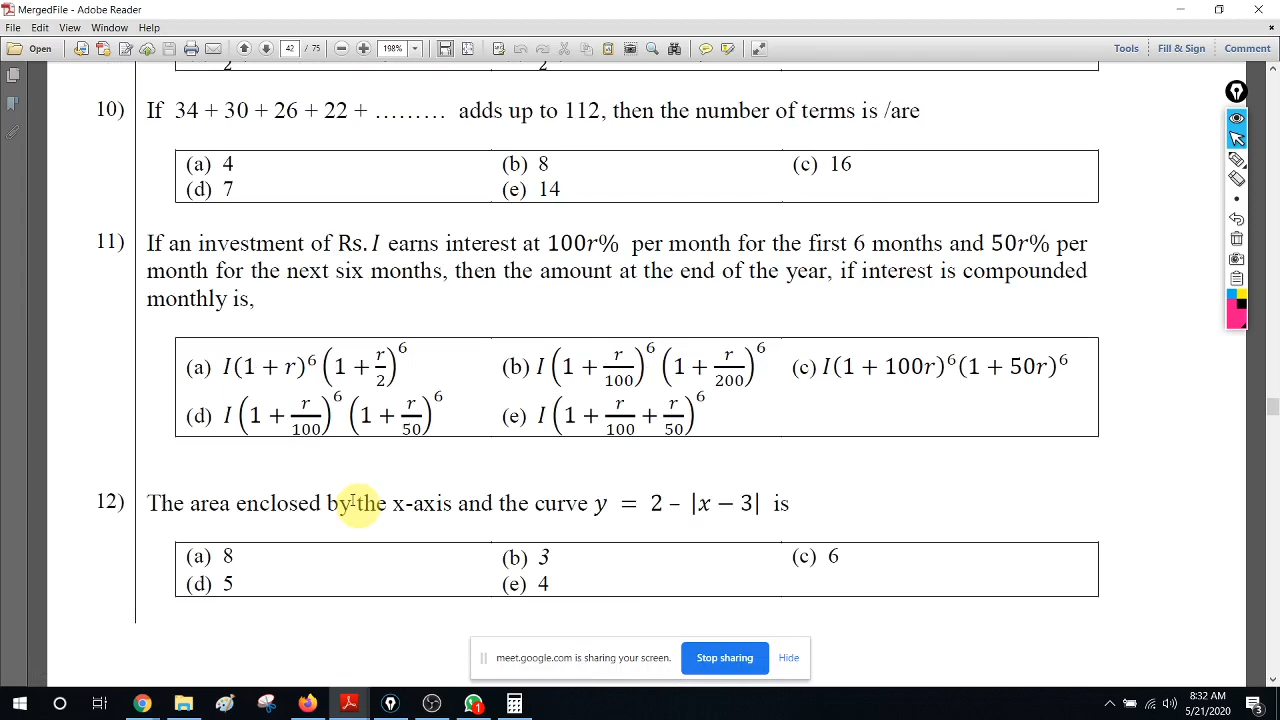 MergedFile - Adobe Reader
File Edit View Window Help
Open 42 / 75 198% Tools Fill & Sign Comment
2 2
10) If 34 + 30 + 26 + 22 + ……… adds up to 112, then the number of terms is /are
(a) 4 (b) 8 (c) 16
(d) 7 (e) 14
11) If an investment of Rs. I earns interest at 100r% per month for the first 6 months and 50r% per
month for the next six months, then the amount at the end of the year, if interest is compounded
monthly is,
(a) I(1 + r)⁶ (1 + r/2)⁶ (b) I (1 + r/100)⁶ (1 + r/200)⁶ (c) I(1 + 100r)⁶(1 + 50r)⁶
(d) I (1 + r/100)⁶ (1 + r/50)⁶ (e) I (1 + r/100 + r/50)⁶
12) The area enclosed by the x-axis and the curve y = 2 – |x − 3| is
(a) 8 (b) 3 (c) 6
(d) 5 (e) 4
meet.google.com is sharing your screen. Stop sharing Hide
8:32 AM
5/21/2020
1
3